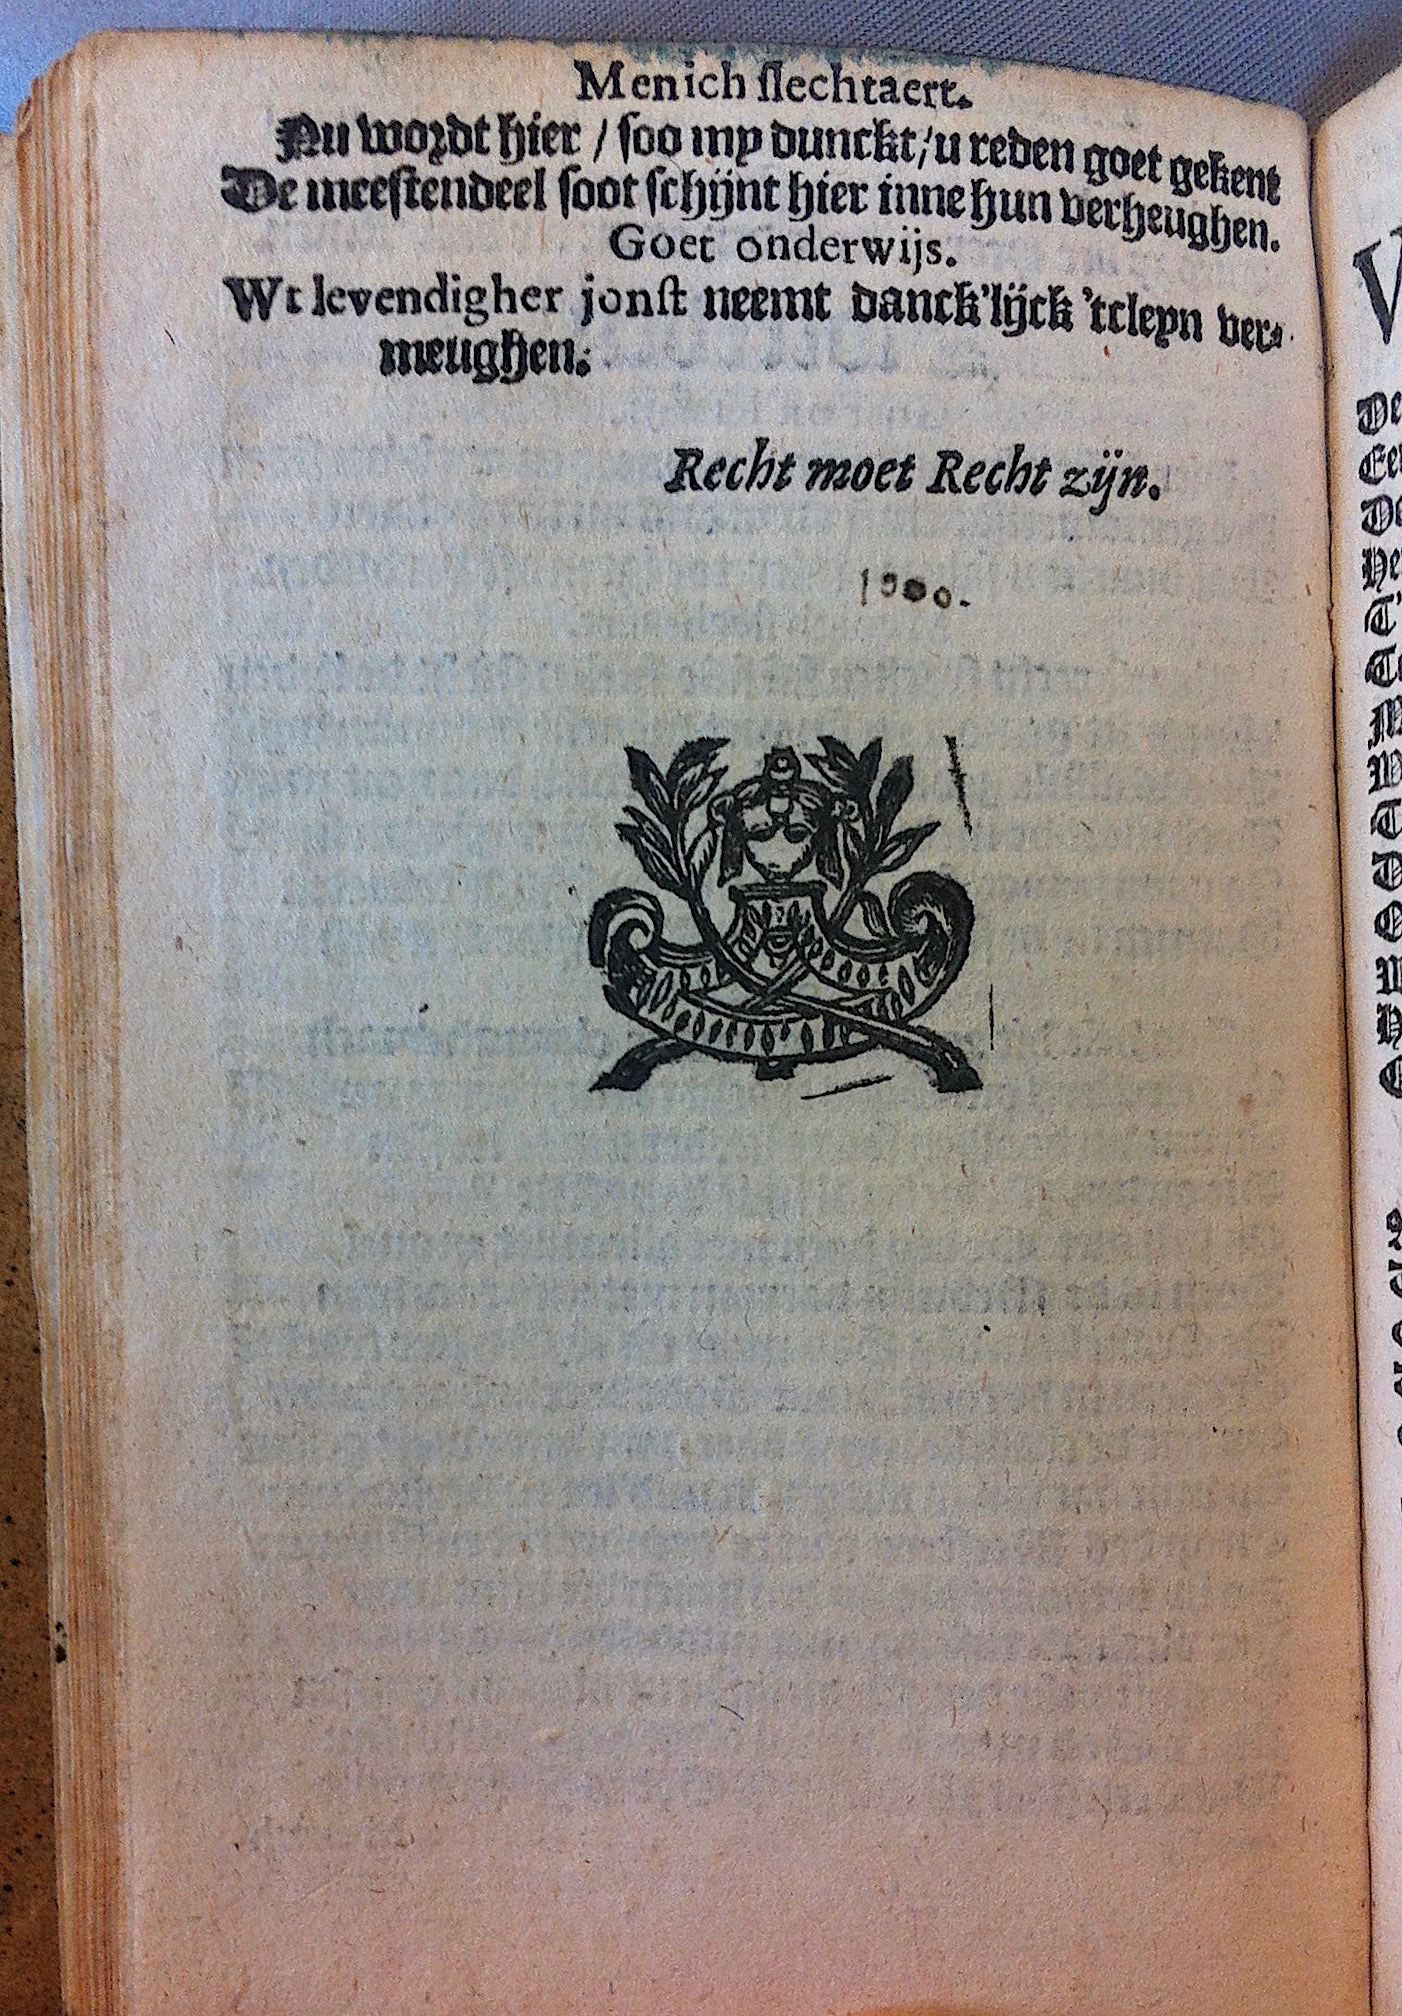 Menich slechtaert.
Nu wordt hier / soo my dunckt / u reden goet gekent
De meestendeel soot schijnt hier inne hun verheughen.
Goet onderwijs.
Wt levendigher jonst neemt danck'lijck 'tcleyn ver-
meughen.
Recht moet Recht zijn.
De